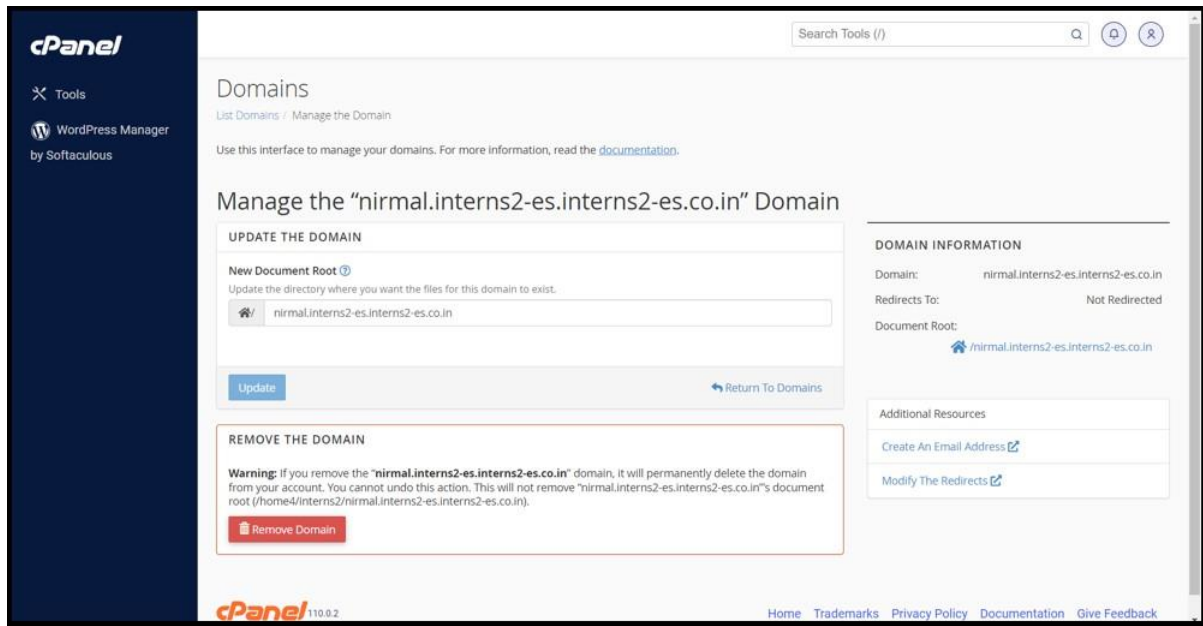 cPanel
Tools
WordPress Manager
by Softaculous
Search Tools (/)
Domains
List Domains / Manage the Domain
Use this interface to manage your domains. For more information, read the documentation.
Manage the “nirmal.interns2-es.interns2-es.co.in” Domain
UPDATE THE DOMAIN
New Document Root
Update the directory where you want the files for this domain to exist.
/ nirmal.interns2-es.interns2-es.co.in
Update
Return To Domains
REMOVE THE DOMAIN
Warning: If you remove the “nirmal.interns2-es.interns2-es.co.in” domain, it will permanently delete the domain
from your account. You cannot undo this action. This will not remove “nirmal.interns2-es.interns2-es.co.in”'s document
root (/home4/interns2/nirmal.interns2-es.interns2-es.co.in).
Remove Domain
DOMAIN INFORMATION
Domain: nirmal.interns2-es.interns2-es.co.in
Redirects To: Not Redirected
Document Root:
/nirmal.interns2-es.interns2-es.co.in
Additional Resources
Create An Email Address
Modify The Redirects
cPanel 110.0.2
Home Trademarks Privacy Policy Documentation Give Feedback